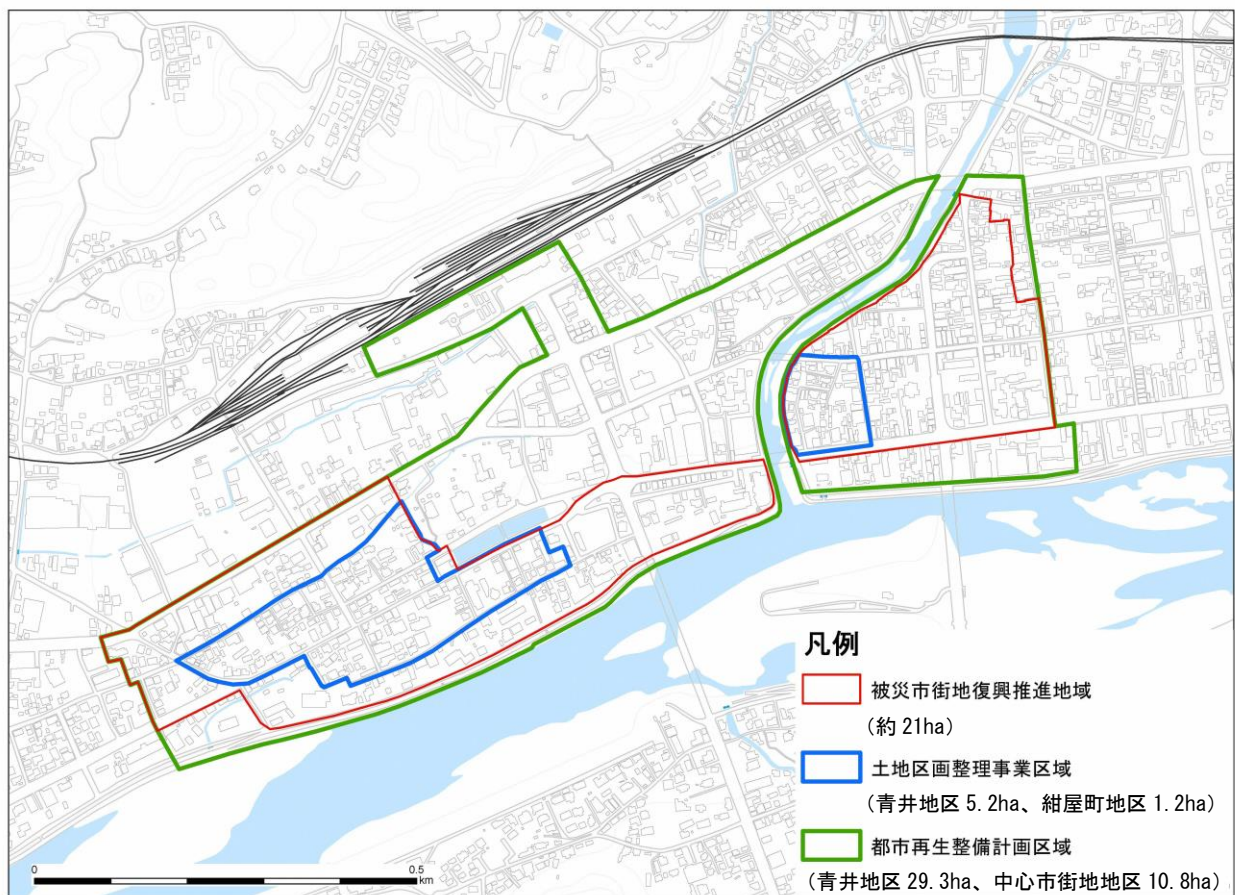 凡例
被災市街地復興推進地域
(約 21ha)
土地区画整理事業区域
(青井地区 5.2ha、紺屋町地区 1.2ha)
都市再生整備計画区域
(青井地区 29.3ha、中心市街地地区 10.8ha)
0 0.5
km